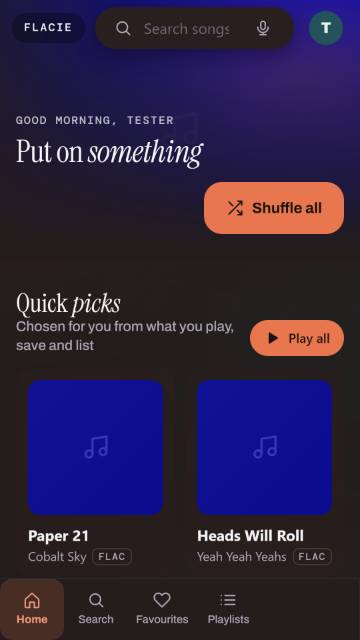 FLACIE
Search songs
T
GOOD MORNING, TESTER
Put on something
Shuffle all
Quick picks
Chosen for you from what you play,
save and list
Play all
Paper 21
Cobalt Sky FLAC
Heads Will Roll
Yeah Yeah Yeahs FLAC
Home
Search
Favourites
Playlists